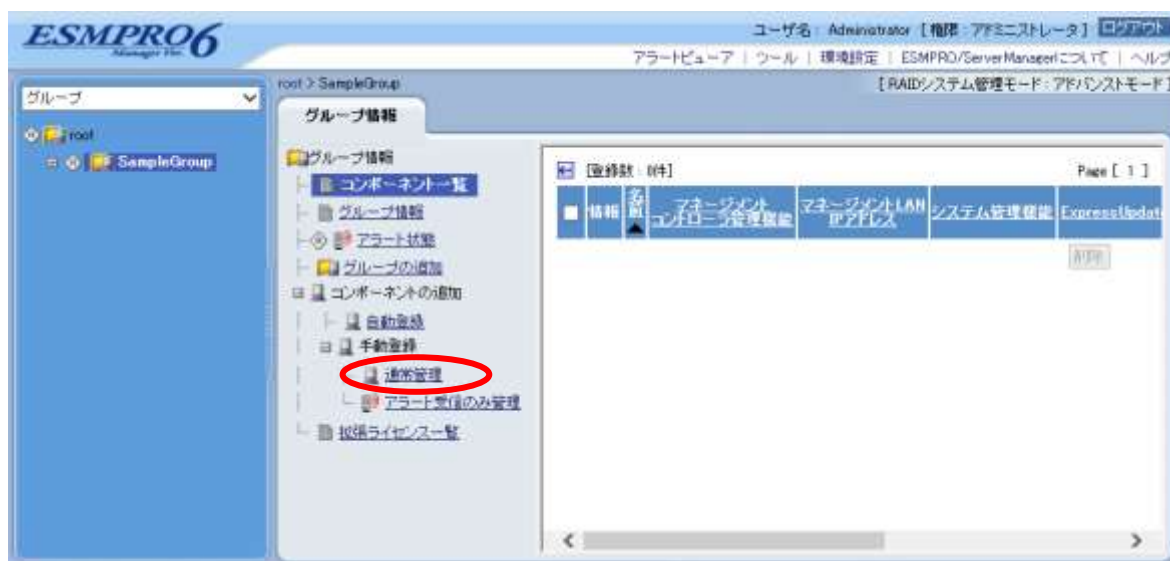 ESMPRO6
Manager Ver.
ユーザ名 : Administrator [ 権限 : アドミニストレータ ] ログアウト
アラートビューア | ツール | 環境設定 | ESMPRO/ServerManagerについて | ヘルプ
グループ
root
SampleGroup
root > SampleGroup
[ RAIDシステム管理モード : アドバンストモード ]
グループ情報
グループ情報
コンポーネント一覧
グループ情報
アラート状態
グループの追加
コンポーネントの追加
自動登録
手動登録
通常管理
アラート受信のみ管理
拡張ライセンス一覧
[登録数 : 0件]
Page [ 1 ]
情報
名前
マネージメント
コントローラ管理機能
マネージメントLAN
IPアドレス
システム管理機能
ExpressUpdat
削除